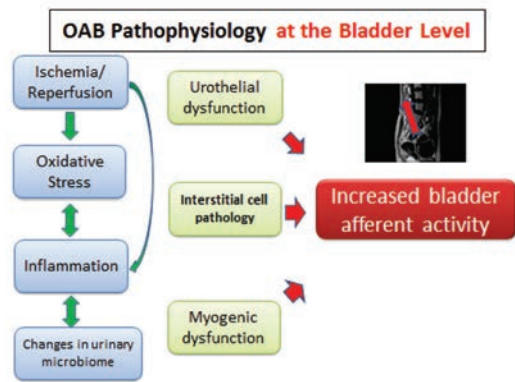 OAB Pathophysiology at the Bladder Level
Ischemia/
Reperfusion
Oxidative
Stress
Inflammation
Changes in urinary
microbiome
Urothelial
dysfunction
Interstitial cell
pathology
Myogenic
dysfunction
Increased bladder
afferent activity